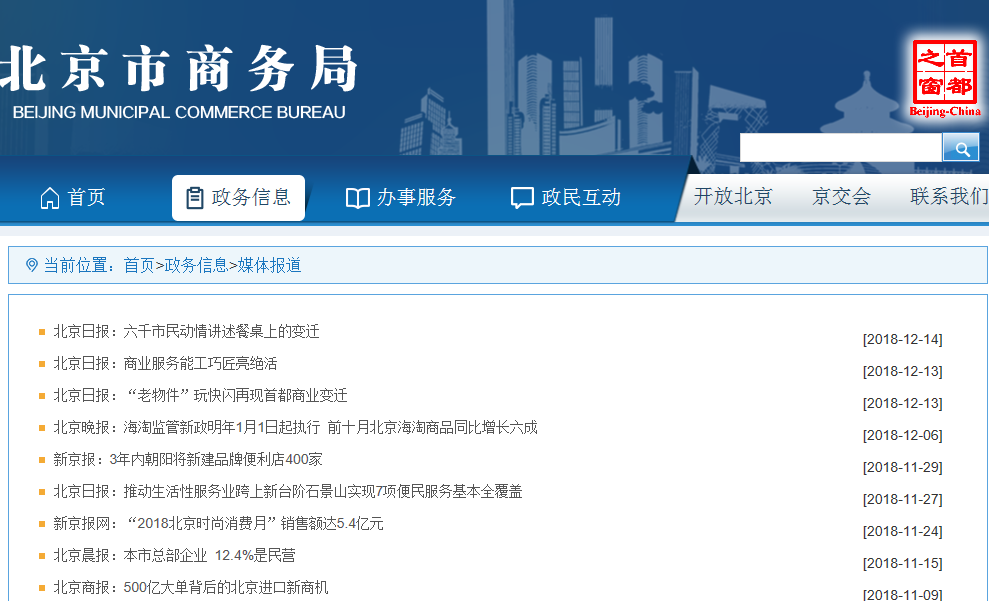 北京市商务局
BEIJING MUNICIPAL COMMERCE BUREAU
首都
之窗
Beijing-China
首页 政务信息 办事服务 政民互动 开放北京 京交会 联系我们
当前位置：首页>政务信息>媒体报道
北京日报：六千市民动情讲述餐桌上的变迁 [2018-12-14]
北京日报：商业服务能工巧匠亮绝活 [2018-12-13]
北京日报：“老物件”玩快闪再现首都商业变迁 [2018-12-13]
北京晚报：海淘监管新政明年1月1日起执行 前十月北京海淘商品同比增长六成 [2018-12-06]
新京报：3年内朝阳将新建品牌便利店400家 [2018-11-29]
北京日报：推动生活性服务业跨上新台阶石景山实现7项便民服务基本全覆盖 [2018-11-27]
新京报网：“2018北京时尚消费月”销售额达5.4亿元 [2018-11-24]
北京晨报：本市总部企业 12.4%是民营 [2018-11-15]
北京商报：500亿大单背后的北京进口新商机 [2018-11-09]